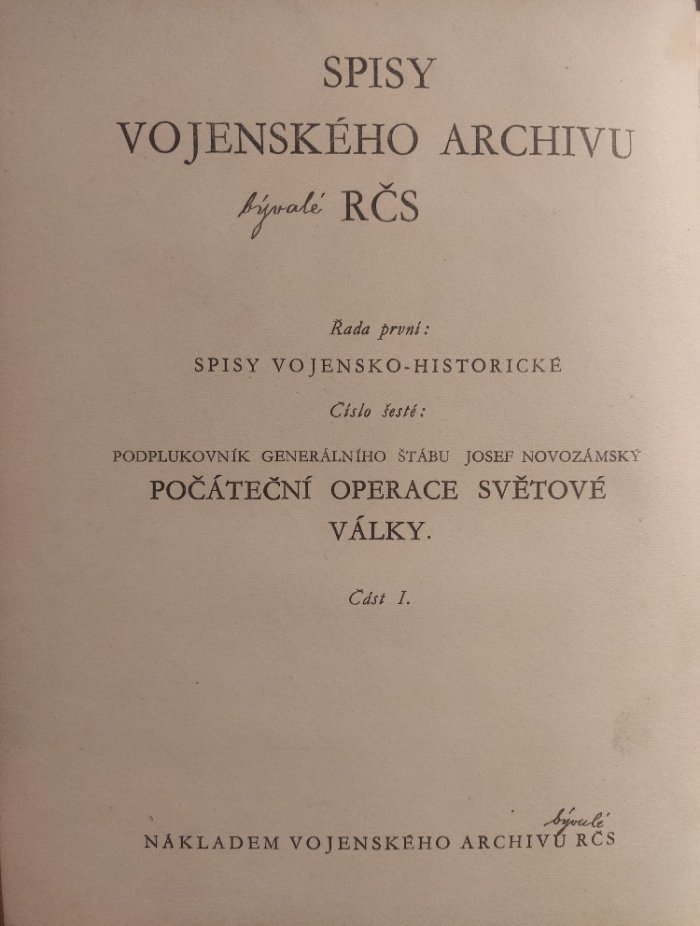 SPISY
VOJENSKÉHO ARCHIVU
bývalé RČS
Řada první:
SPISY VOJENSKO-HISTORICKÉ
Číslo šesté:
PODPLUKOVNÍK GENERÁLNÍHO ŠTÁBU JOSEF NOVOZÁMSKÝ
POČÁTEČNÍ OPERACE SVĚTOVÉ
VÁLKY.
Část I.
bývalé
NÁKLADEM VOJENSKÉHO ARCHIVU RČS